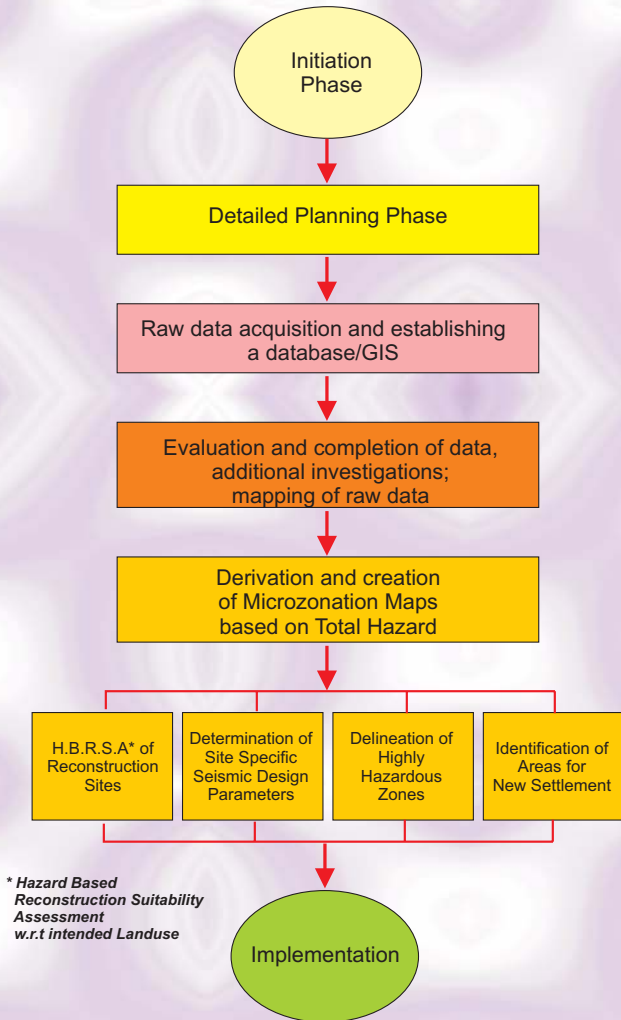 Initiation
Phase
Detailed Planning Phase
Raw data acquisition and establishing
a database/GIS
Evaluation and completion of data,
additional investigations;
mapping of raw data
Derivation and creation
of Microzonation Maps
based on Total Hazard
H.B.R.S.A* of
Reconstruction
Sites
Determination of
Site Specific
Seismic Design
Parameters
Delineation of
Highly
Hazardous
Zones
Identification of
Areas for
New Settlement
* Hazard Based
Reconstruction Suitability
Assessment
w.r.t intended Landuse
Implementation